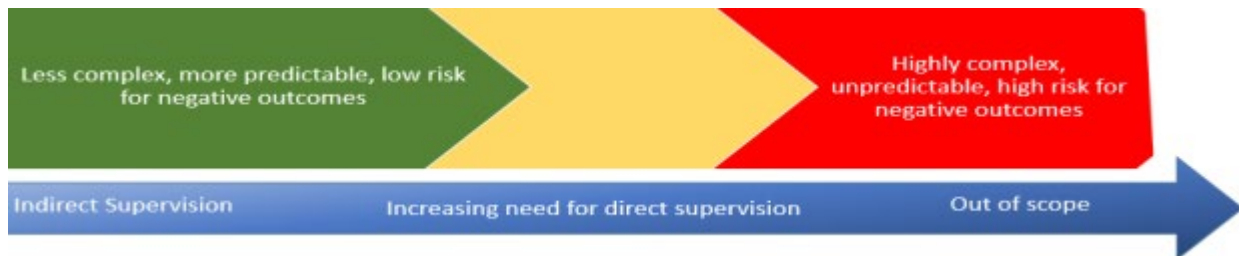 Less complex, more predictable, low risk
for negative outcomes
Highly complex,
unpredictable, high risk for
negative outcomes
Indirect Supervision
Increasing need for direct supervision
Out of scope